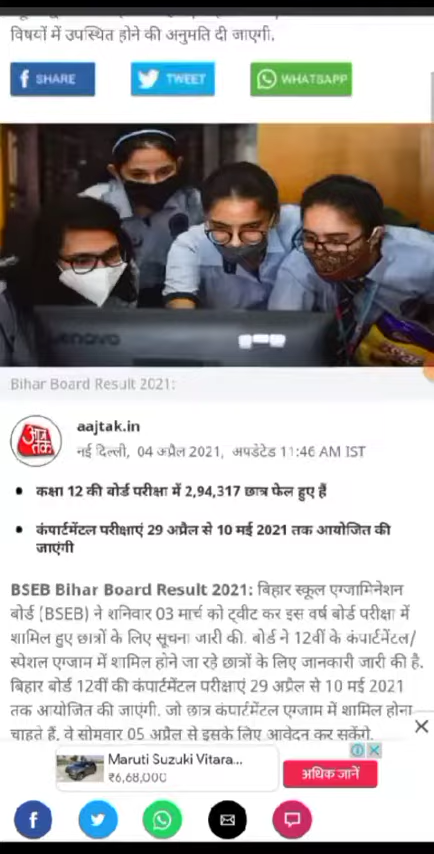 विषयों में उपस्थित होने की अनुमति दी जाएगी.
f SHARE
TWEET
WHATSAPP
lenovo
Bihar Board Result 2021:
आज तक
aajtak.in
नई दिल्ली, 04 अप्रैल 2021, अपडेटेड 11:46 AM IST
• कक्षा 12 की बोर्ड परीक्षा में 2,94,317 छात्र फेल हुए हैं
• कंपार्टमेंटल परीक्षाएं 29 अप्रैल से 10 मई 2021 तक आयोजित की
जाएंगी
BSEB Bihar Board Result 2021: बिहार स्कूल एग्जामिनेशन
बोर्ड (BSEB) ने शनिवार 03 मार्च को ट्वीट कर इस वर्ष बोर्ड परीक्षा में
शामिल हुए छात्रों के लिए सूचना जारी की. बोर्ड ने 12वीं के कंपार्टमेंटल/
स्पेशल एग्जाम में शामिल होने जा रहे छात्रों के लिए जानकारी जारी की है.
बिहार बोर्ड 12वीं की कंपार्टमेंटल परीक्षाएं 29 अप्रैल से 10 मई 2021
तक आयोजित की जाएंगी. जो छात्र कंपार्टमेंटल एग्जाम में शामिल होना
चाहते हैं, वे सोमवार 05 अप्रैल से इसके लिए आवेदन कर सकेंगे.
Maruti Suzuki Vitara...
₹6,68,000
अधिक जानें